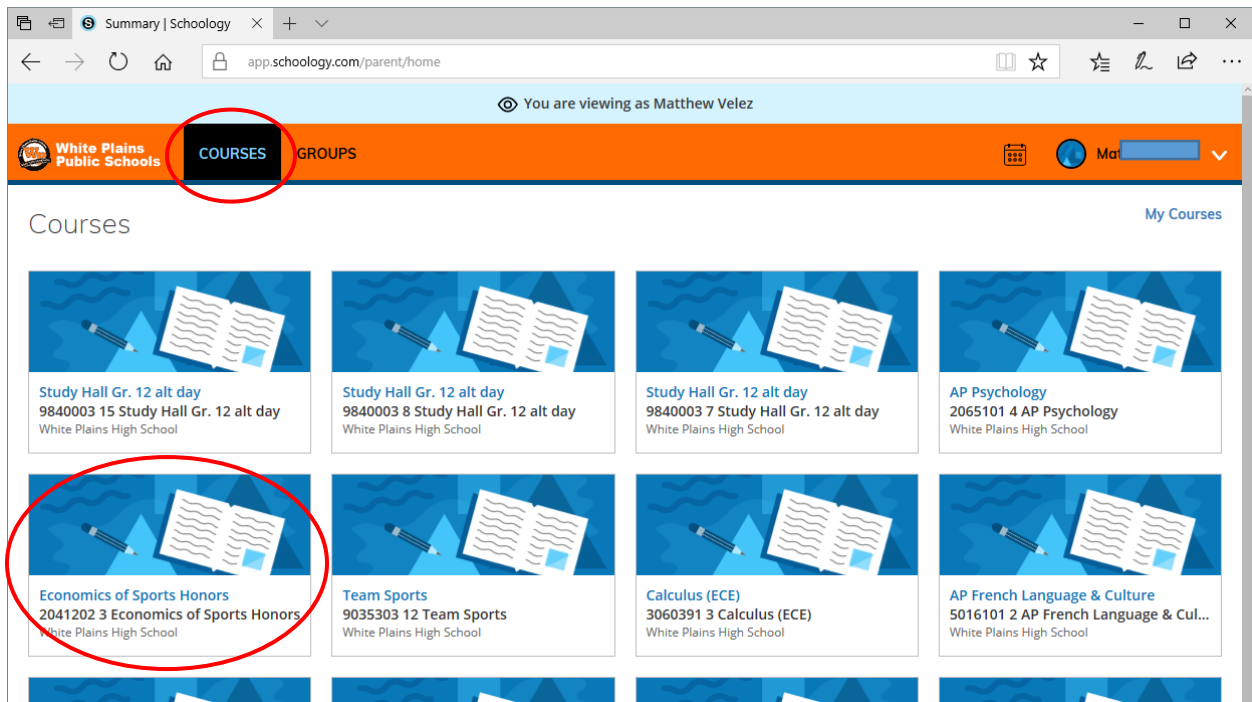 Summary | Schoology
app.schoology.com/parent/home
You are viewing as Matthew Velez
White Plains
Public Schools
COURSES
GROUPS
Mat
Courses
My Courses
Study Hall Gr. 12 alt day
9840003 15 Study Hall Gr. 12 alt day
White Plains High School
Study Hall Gr. 12 alt day
9840003 8 Study Hall Gr. 12 alt day
White Plains High School
Study Hall Gr. 12 alt day
9840003 7 Study Hall Gr. 12 alt day
White Plains High School
AP Psychology
2065101 4 AP Psychology
White Plains High School
Economics of Sports Honors
2041202 3 Economics of Sports Honors
White Plains High School
Team Sports
9035303 12 Team Sports
White Plains High School
Calculus (ECE)
3060391 3 Calculus (ECE)
White Plains High School
AP French Language & Culture
5016101 2 AP French Language & Cul...
White Plains High School